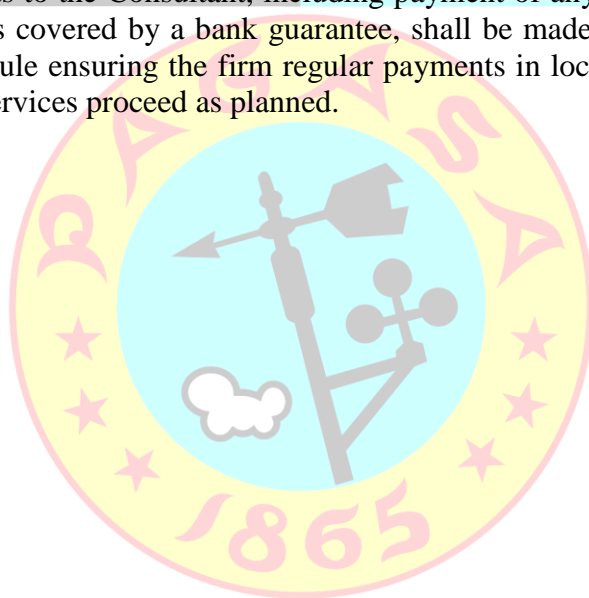 s to the Consultant, including payment of any
s covered by a bank guarantee, shall be made
ule ensuring the firm regular payments in loc
ervices proceed as planned.
PAGASA
1865